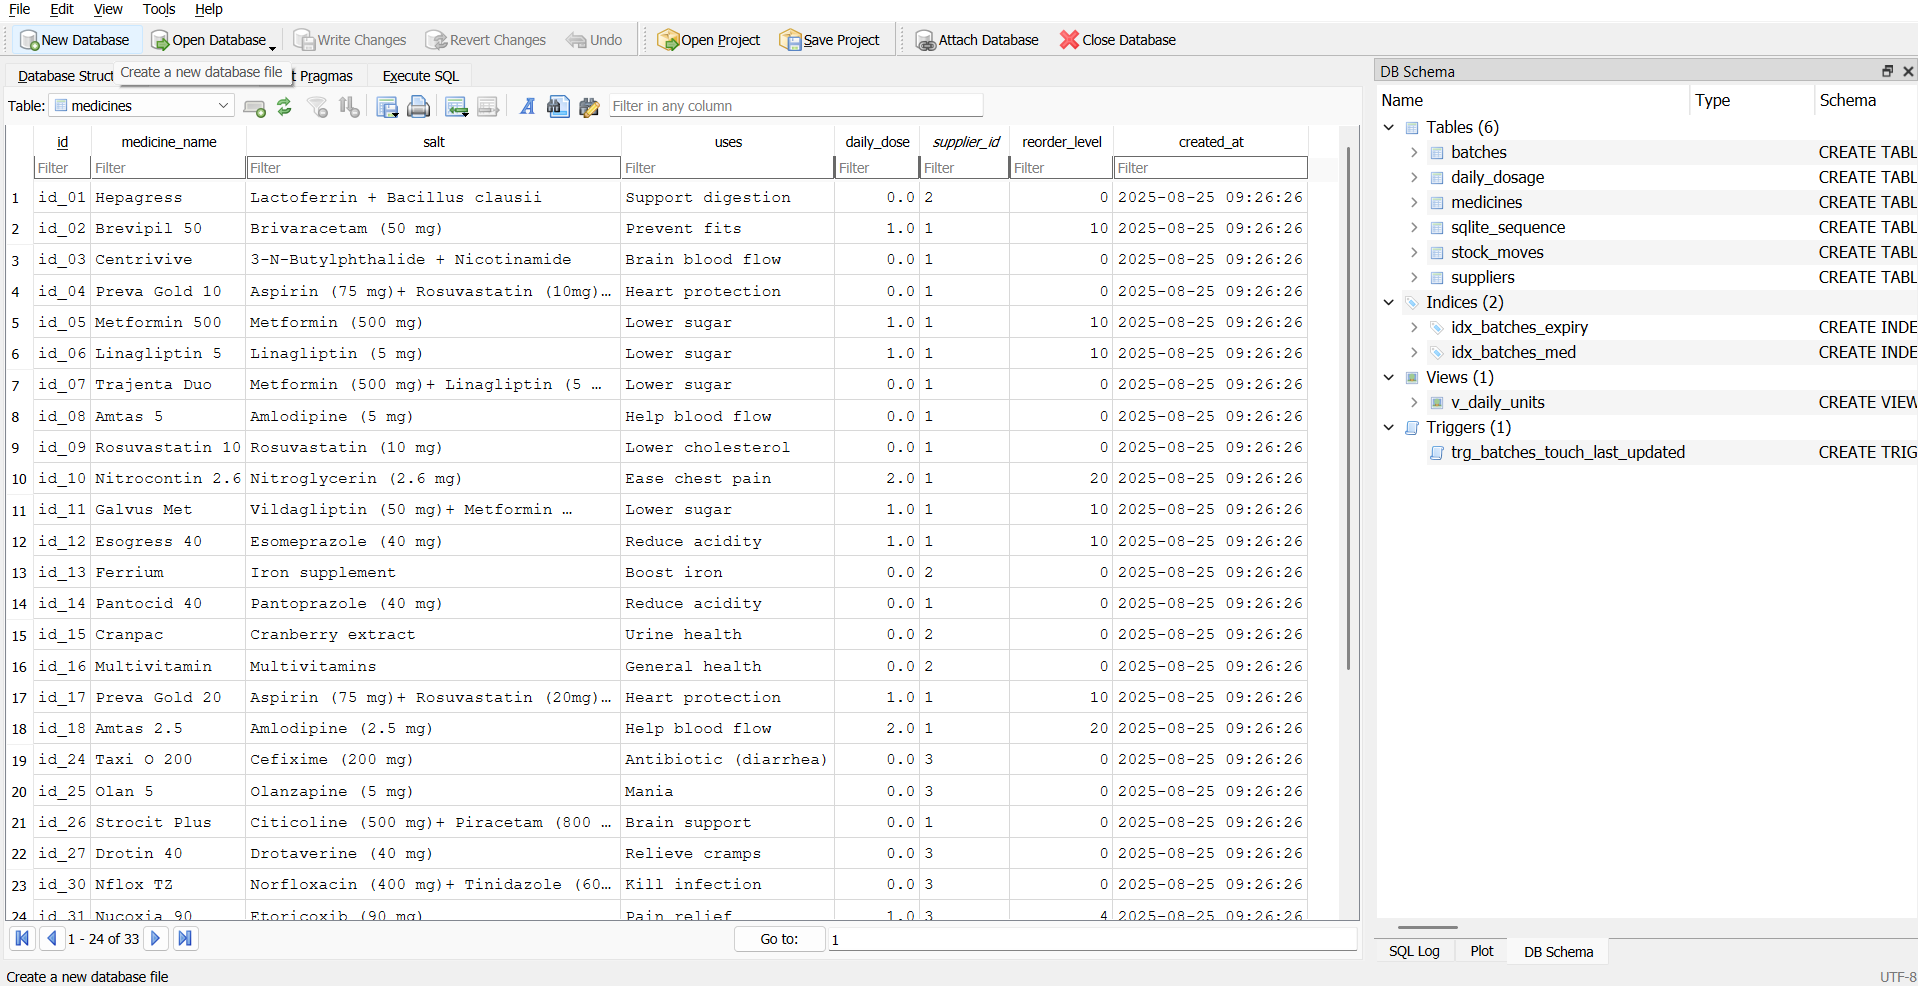 File Edit View Tools Help
New Database Open Database Write Changes Revert Changes Undo Open Project Save Project Attach Database Close Database
Database Struct Create a new database file t Pragmas Execute SQL
Table: medicines Filter in any column
id medicine_name salt uses daily_dose supplier_id reorder_level created_at
Filter Filter Filter Filter Filter Filter Filter Filter
1 id_01 Hepagress Lactoferrin + Bacillus clausii Support digestion 0.0 2 0 2025-08-25 09:26:26
2 id_02 Brevipil 50 Brivaracetam (50 mg) Prevent fits 1.0 1 10 2025-08-25 09:26:26
3 id_03 Centrivive 3-N-Butylphthalide + Nicotinamide Brain blood flow 0.0 1 0 2025-08-25 09:26:26
4 id_04 Preva Gold 10 Aspirin (75 mg)+ Rosuvastatin (10mg)… Heart protection 0.0 1 0 2025-08-25 09:26:26
5 id_05 Metformin 500 Metformin (500 mg) Lower sugar 1.0 1 10 2025-08-25 09:26:26
6 id_06 Linagliptin 5 Linagliptin (5 mg) Lower sugar 1.0 1 10 2025-08-25 09:26:26
7 id_07 Trajenta Duo Metformin (500 mg)+ Linagliptin (5 … Lower sugar 0.0 1 0 2025-08-25 09:26:26
8 id_08 Amtas 5 Amlodipine (5 mg) Help blood flow 0.0 1 0 2025-08-25 09:26:26
9 id_09 Rosuvastatin 10 Rosuvastatin (10 mg) Lower cholesterol 0.0 1 0 2025-08-25 09:26:26
10 id_10 Nitrocontin 2.6 Nitroglycerin (2.6 mg) Ease chest pain 2.0 1 20 2025-08-25 09:26:26
11 id_11 Galvus Met Vildagliptin (50 mg)+ Metformin … Lower sugar 1.0 1 10 2025-08-25 09:26:26
12 id_12 Esogress 40 Esomeprazole (40 mg) Reduce acidity 1.0 1 10 2025-08-25 09:26:26
13 id_13 Ferrium Iron supplement Boost iron 0.0 2 0 2025-08-25 09:26:26
14 id_14 Pantocid 40 Pantoprazole (40 mg) Reduce acidity 0.0 1 0 2025-08-25 09:26:26
15 id_15 Cranpac Cranberry extract Urine health 0.0 2 0 2025-08-25 09:26:26
16 id_16 Multivitamin Multivitamins General health 0.0 2 0 2025-08-25 09:26:26
17 id_17 Preva Gold 20 Aspirin (75 mg)+ Rosuvastatin (20mg)… Heart protection 1.0 1 10 2025-08-25 09:26:26
18 id_18 Amtas 2.5 Amlodipine (2.5 mg) Help blood flow 2.0 1 20 2025-08-25 09:26:26
19 id_24 Taxi O 200 Cefixime (200 mg) Antibiotic (diarrhea) 0.0 3 0 2025-08-25 09:26:26
20 id_25 Olan 5 Olanzapine (5 mg) Mania 0.0 3 0 2025-08-25 09:26:26
21 id_26 Strocit Plus Citicoline (500 mg)+ Piracetam (800 … Brain support 0.0 1 0 2025-08-25 09:26:26
22 id_27 Drotin 40 Drotaverine (40 mg) Relieve cramps 0.0 3 0 2025-08-25 09:26:26
23 id_30 Nflox TZ Norfloxacin (400 mg)+ Tinidazole (60… Kill infection 0.0 3 0 2025-08-25 09:26:26
24 id_31 Nucoxia 90 Etoricoxib (90 mg) Pain relief 1.0 3 4 2025-08-25 09:26:26
1 - 24 of 33 Go to: 1
Create a new database file
DB Schema
Name Type Schema
Tables (6)
batches CREATE TABL
daily_dosage CREATE TABL
medicines CREATE TABL
sqlite_sequence CREATE TABL
stock_moves CREATE TABL
suppliers CREATE TABL
Indices (2)
idx_batches_expiry CREATE INDE
idx_batches_med CREATE INDE
Views (1)
v_daily_units CREATE VIEW
Triggers (1)
trg_batches_touch_last_updated CREATE TRIG
SQL Log Plot DB Schema
UTF-8